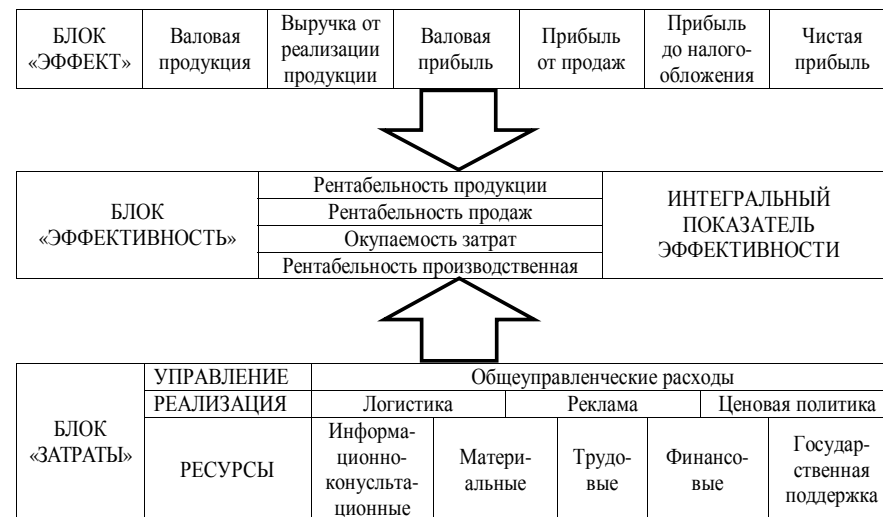 БЛОК
«ЭФФЕКТ»
Валовая
продукция
Выручка от
реализации
продукции
Валовая
прибыль
Прибыль
от продаж
Прибыль
до налого-
обложения
Чистая
прибыль
БЛОК
«ЭФФЕКТИВНОСТЬ»
Рентабельность продукции
Рентабельность продаж
Окупаемость затрат
Рентабельность производственная
ИНТЕГРАЛЬНЫЙ
ПОКАЗАТЕЛЬ
ЭФФЕКТИВНОСТИ
БЛОК
«ЗАТРАТЫ»
УПРАВЛЕНИЕ
Общеуправленческие расходы
РЕАЛИЗАЦИЯ
Логистика
Реклама
Ценовая политика
РЕСУРСЫ
Информа-
ционно-
конусльта-
ционные
Матери-
альные
Трудо-
вые
Финансо-
вые
Государ-
ственная
поддержка